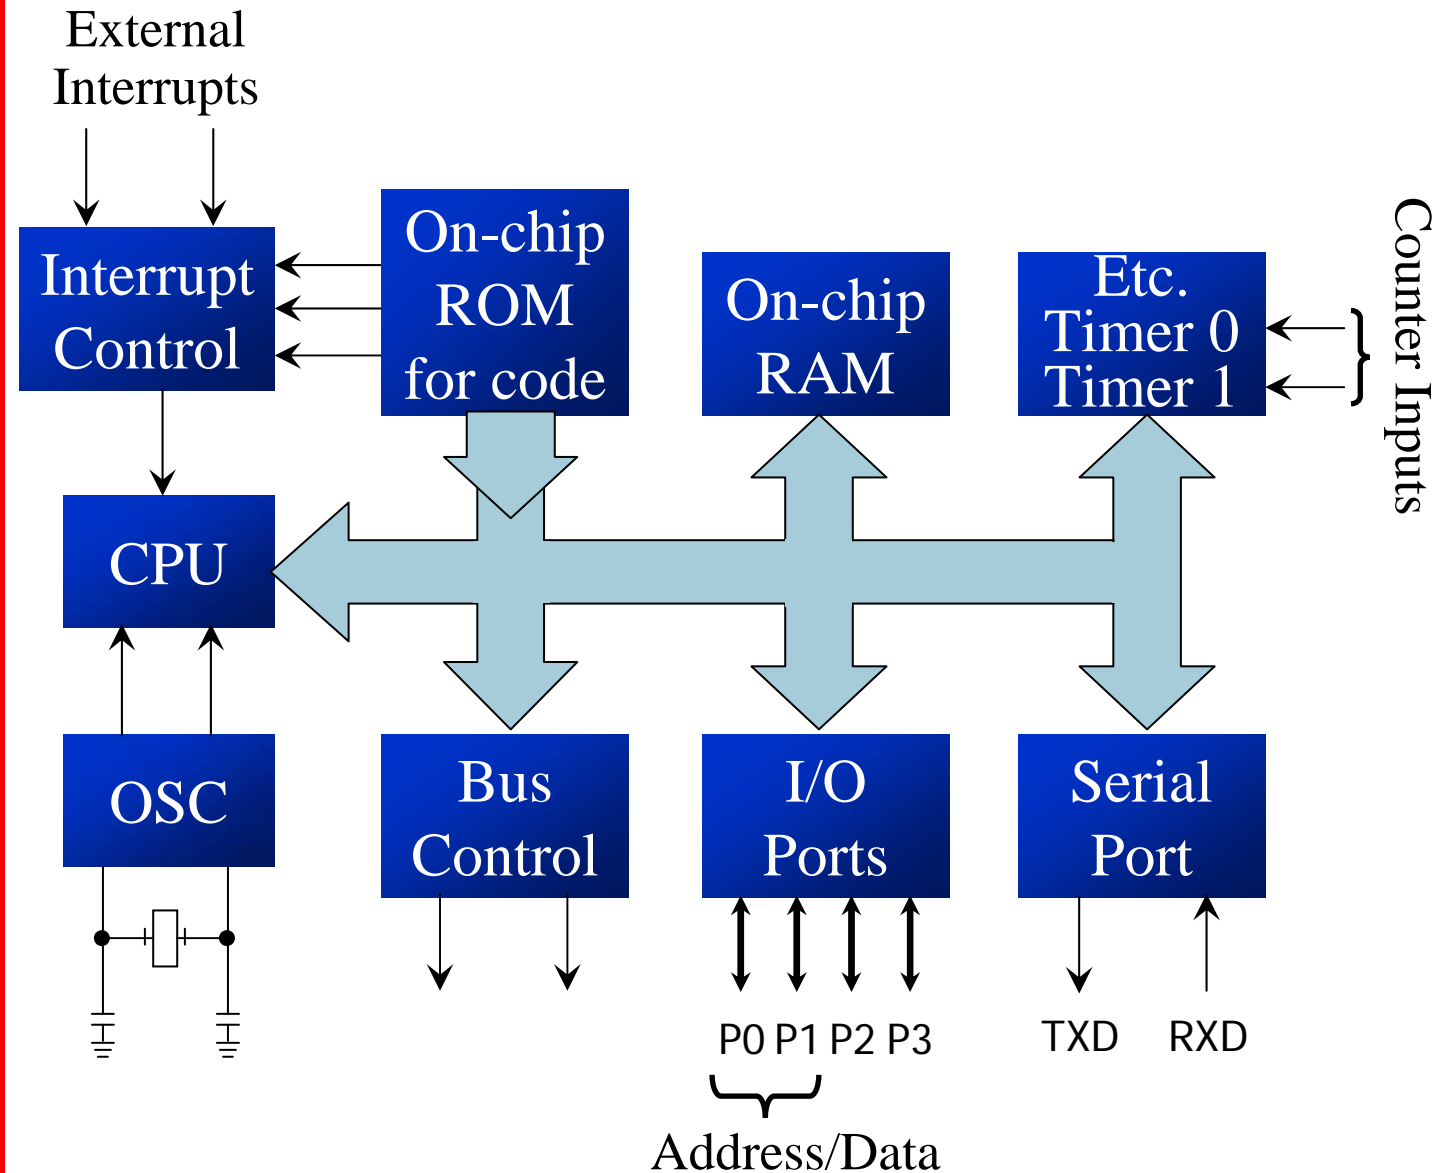 External
Interrupts
Interrupt
Control
On-chip
ROM
for code
On-chip
RAM
Etc.
Timer 0
Timer 1
Counter Inputs
CPU
OSC
Bus
Control
I/O
Ports
Serial
Port
P0 P1 P2 P3
TXD RXD
Address/Data